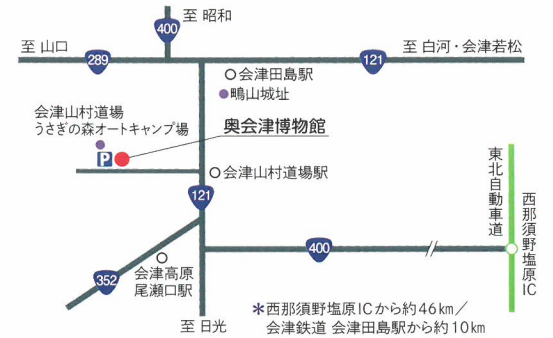 至 昭和
400
至 山口
289
121
至 白河・会津若松
会津田島駅
鴫山城址
会津山村道場
うさぎの森オートキャンプ場
奥会津博物館
P
会津山村道場駅
121
東北自動車道
西那須野塩原IC
400
352
会津高原
尾瀬口駅
至 日光
*西那須野塩原ICから約46km/
会津鉄道 会津田島駅から約10km